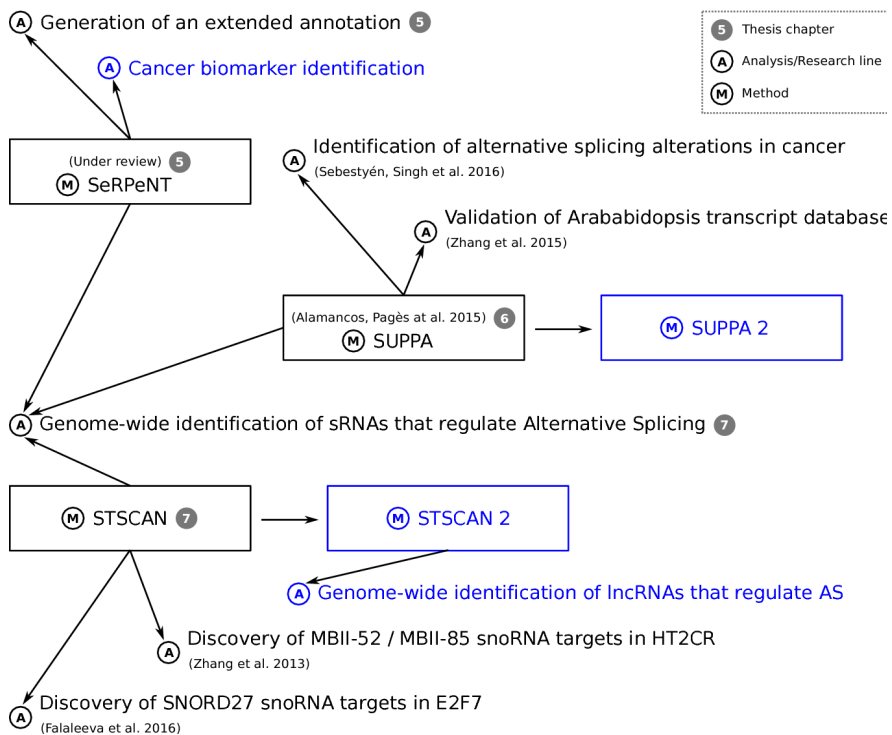 A Generation of an extended annotation 5
A Cancer biomarker identification
5 Thesis chapter
A Analysis/Research line
M Method
(Under review) 5
M SeRPeNT
A Identification of alternative splicing alterations in cancer
(Sebestyén, Singh et al. 2016)
A Validation of Arababidopsis transcript database
(Zhang et al. 2015)
(Alamancos, Pagès at al. 2015) 6
M SUPPA
M SUPPA 2
A Genome-wide identification of sRNAs that regulate Alternative Splicing 7
M STSCAN 7
M STSCAN 2
A Genome-wide identification of lncRNAs that regulate AS
A Discovery of MBII-52 / MBII-85 snoRNA targets in HT2CR
(Zhang et al. 2013)
A Discovery of SNORD27 snoRNA targets in E2F7
(Falaleeva et al. 2016)